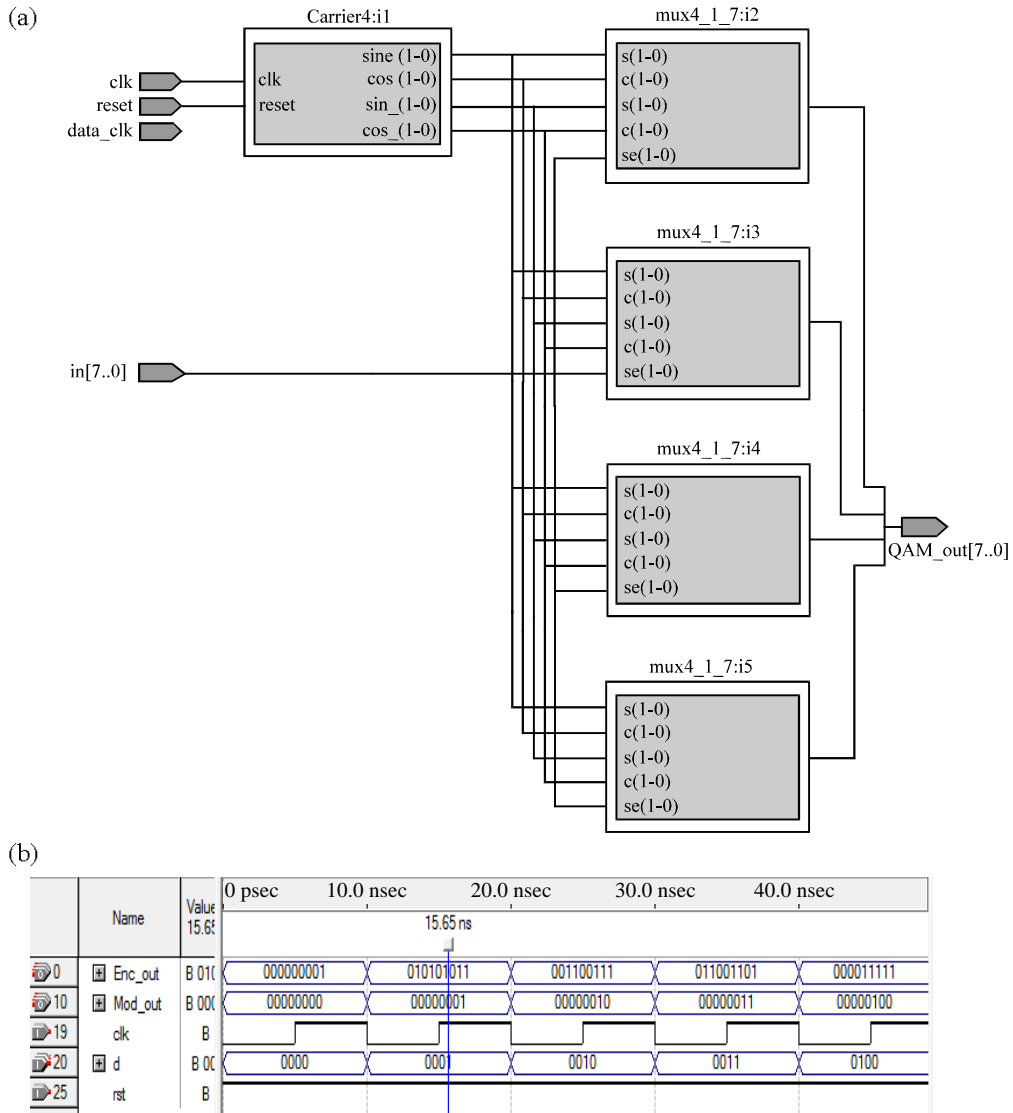 (a)
Carrier4:i1
mux4_1_7:i2
clk
reset
data_clk
clk
reset
sine (1-0)
cos (1-0)
sin_(1-0)
cos_(1-0)
s(1-0)
c(1-0)
s(1-0)
c(1-0)
se(1-0)
mux4_1_7:i3
s(1-0)
c(1-0)
s(1-0)
c(1-0)
se(1-0)
in[7..0]
mux4_1_7:i4
s(1-0)
c(1-0)
s(1-0)
c(1-0)
se(1-0)
QAM_out[7..0]
mux4_1_7:i5
s(1-0)
c(1-0)
s(1-0)
c(1-0)
se(1-0)
(b)
Name Value 15.65
0 psec 10.0 nsec 20.0 nsec 30.0 nsec 40.0 nsec
15.65 ns
0 Enc_out B 010 000000001 010101011 001100111 011001101 000011111
10 Mod_out B 000 00000000 00000001 00000010 00000011 00000100
19 clk B
20 d B 00 0000 0001 0010 0011 0100
25 rst B